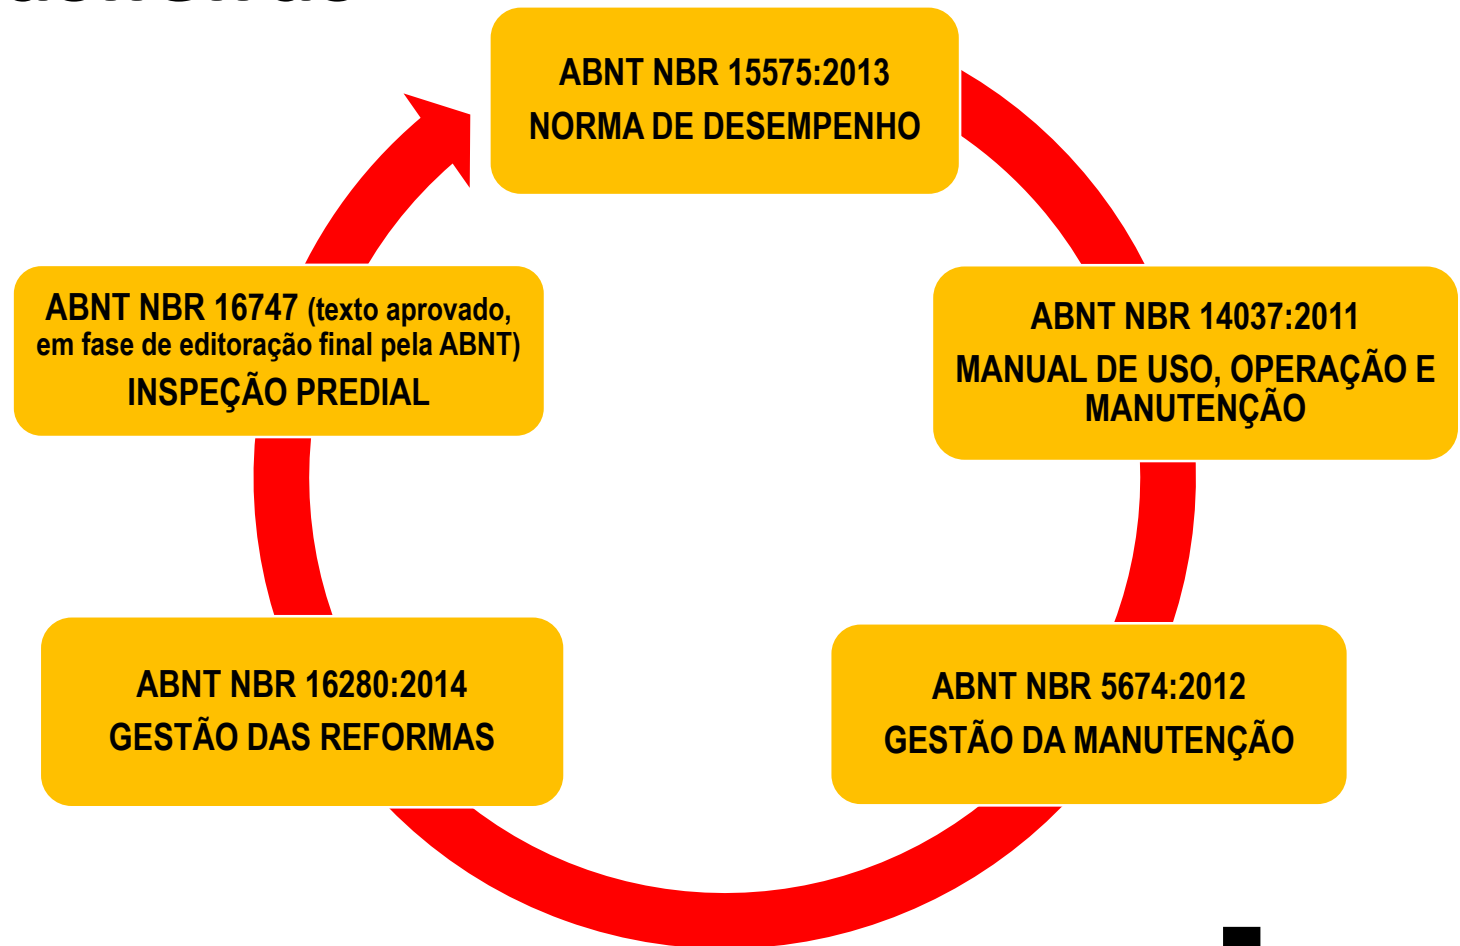 ABNT NBR 15575:2013
NORMA DE DESEMPENHO
ABNT NBR 16747 (texto aprovado,
em fase de editoração final pela ABNT)
INSPEÇÃO PREDIAL
ABNT NBR 14037:2011
MANUAL DE USO, OPERAÇÃO E
MANUTENÇÃO
ABNT NBR 16280:2014
GESTÃO DAS REFORMAS
ABNT NBR 5674:2012
GESTÃO DA MANUTENÇÃO